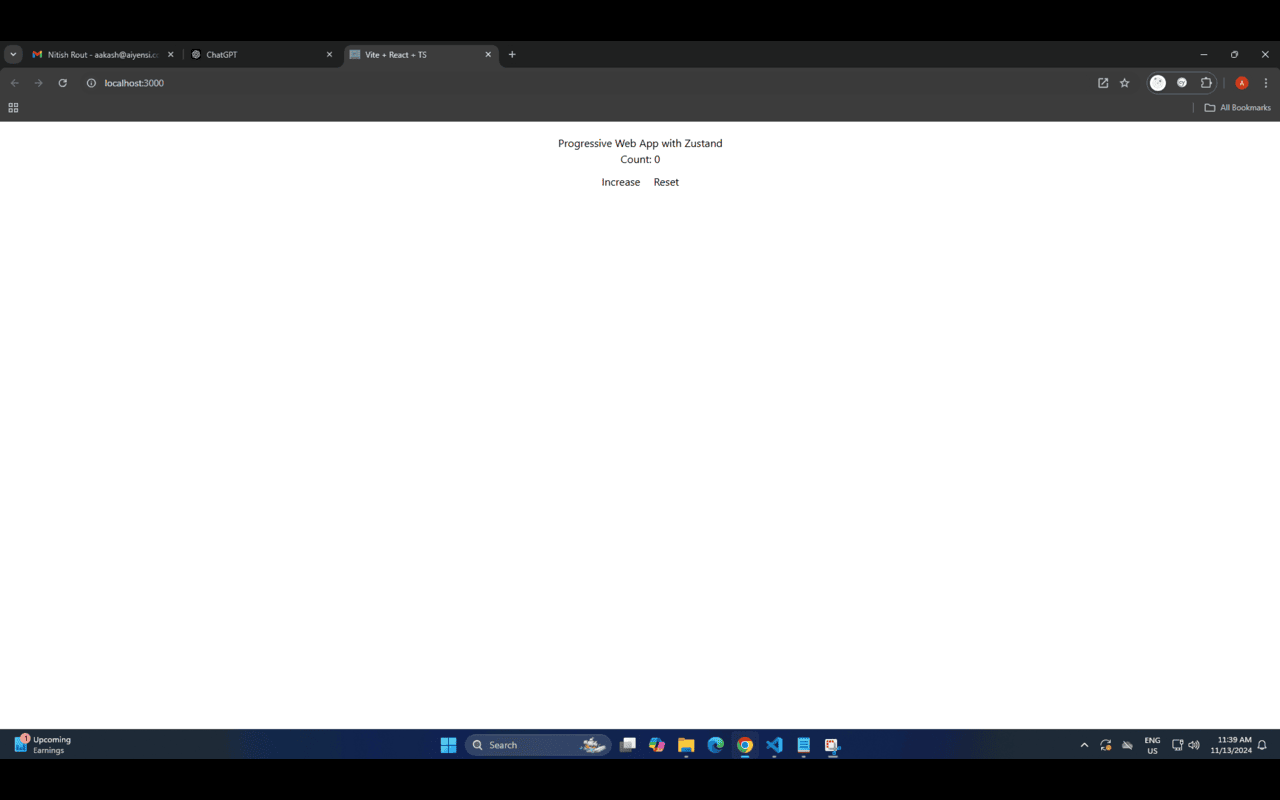 Nitish Rout - aakash@aiyensi.co
ChatGPT
Vite + React + TS
localhost:3000
All Bookmarks
Progressive Web App with Zustand
Count: 0
Increase Reset
Upcoming
Earnings
Search
ENG
US
11:39 AM
11/13/2024